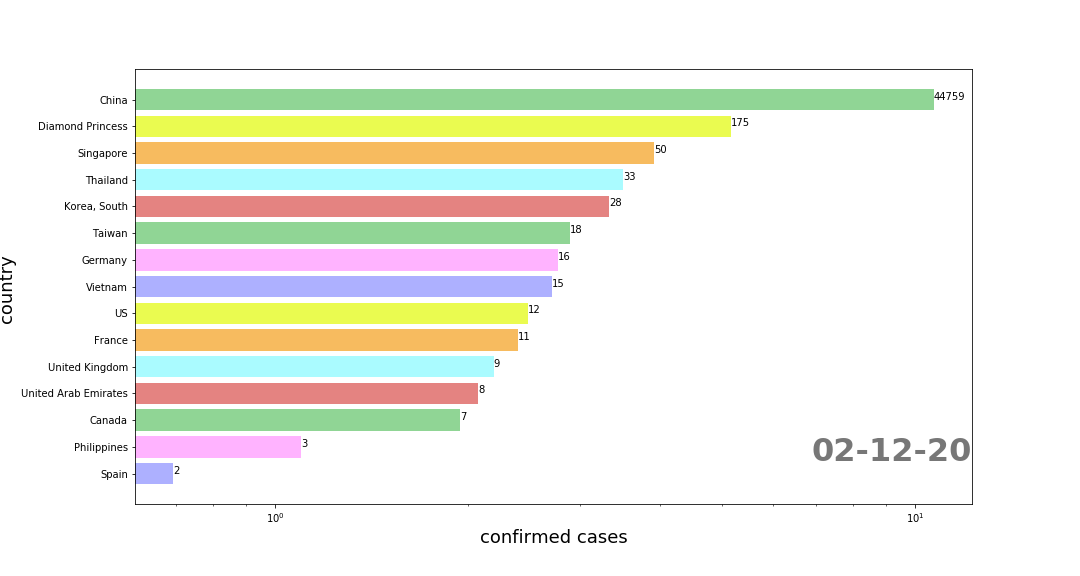 China 44759
Diamond Princess 175
Singapore 50
Thailand 33
Korea, South 28
Taiwan 18
Germany 16
Vietnam 15
US 12
France 11
United Kingdom 9
United Arab Emirates 8
Canada 7
Philippines 3
Spain 2
country
02-12-20
10⁰ 10¹
confirmed cases